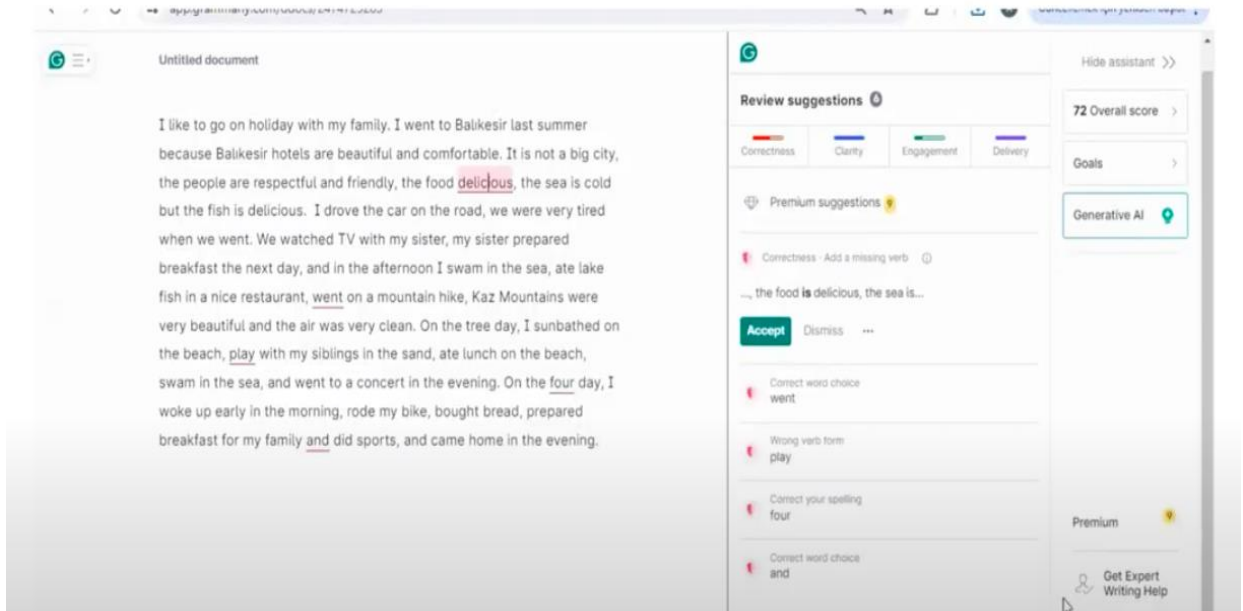 app.grammarly.com/ddocs/2474725205
Untitled document
I like to go on holiday with my family. I went to Balıkesir last summer
because Balıkesir hotels are beautiful and comfortable. It is not a big city,
the people are respectful and friendly, the food delicious, the sea is cold
but the fish is delicious.  I drove the car on the road, we were very tired
when we went. We watched TV with my sister, my sister prepared
breakfast the next day, and in the afternoon I swam in the sea, ate lake
fish in a nice restaurant, went on a mountain hike, Kaz Mountains were
very beautiful and the air was very clean. On the tree day, I sunbathed on
the beach, play with my siblings in the sand, ate lunch on the beach,
swam in the sea, and went to a concert in the evening. On the four day, I
woke up early in the morning, rode my bike, bought bread, prepared
breakfast for my family and did sports, and came home in the evening.
Review suggestions 6
Correctness
Clarity
Engagement
Delivery
Premium suggestions 9
Correctness · Add a missing verb
..., the food is delicious, the sea is...
Accept
Dismiss
Correct word choice
went
Wrong verb form
play
Correct your spelling
four
Correct word choice
and
Hide assistant
72 Overall score
Goals
Generative AI
Premium 9
Get Expert
Writing Help